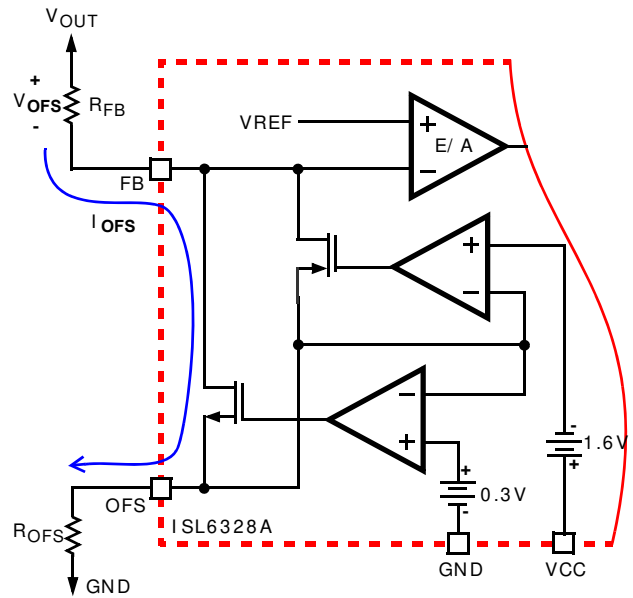 VOUT
+
VOFS
-
RFB
VREF
+
-
E/A
FB
IOFS
+
-
-
+
-
1.6V
+
+
0.3V
-
OFS
ISL6328A
ROFS
GND
GND
VCC